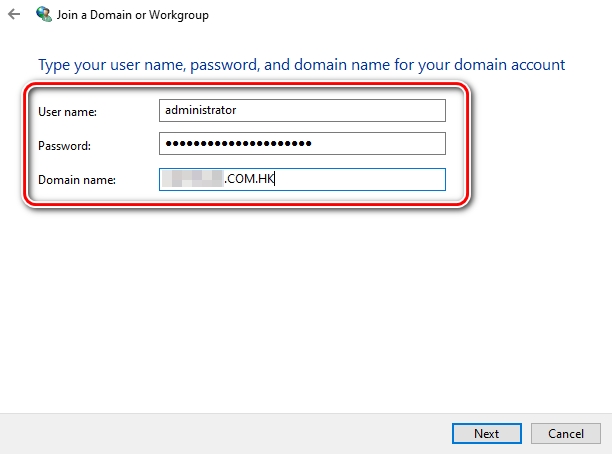 Join a Domain or Workgroup
Type your user name, password, and domain name for your domain account
User name: administrator
Password: ●●●●●●●●●●●●●●●●●●●●●
Domain name: .COM.HK
Next Cancel